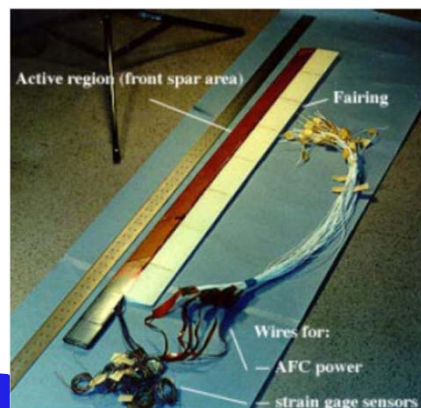 Active region (front spar area)
Fairing
Wires for:
— AFC power
— strain gage sensors